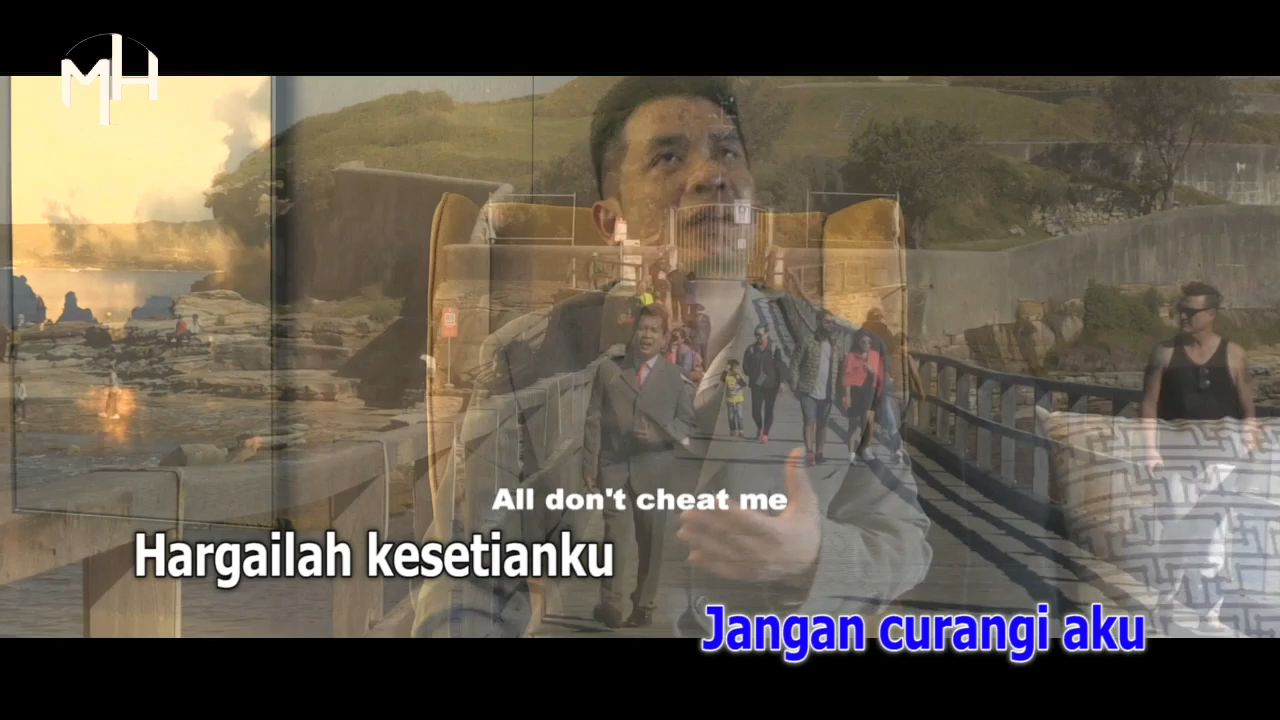 MH
All don't cheat me
Hargailah kesetianku
Jangan curangi aku